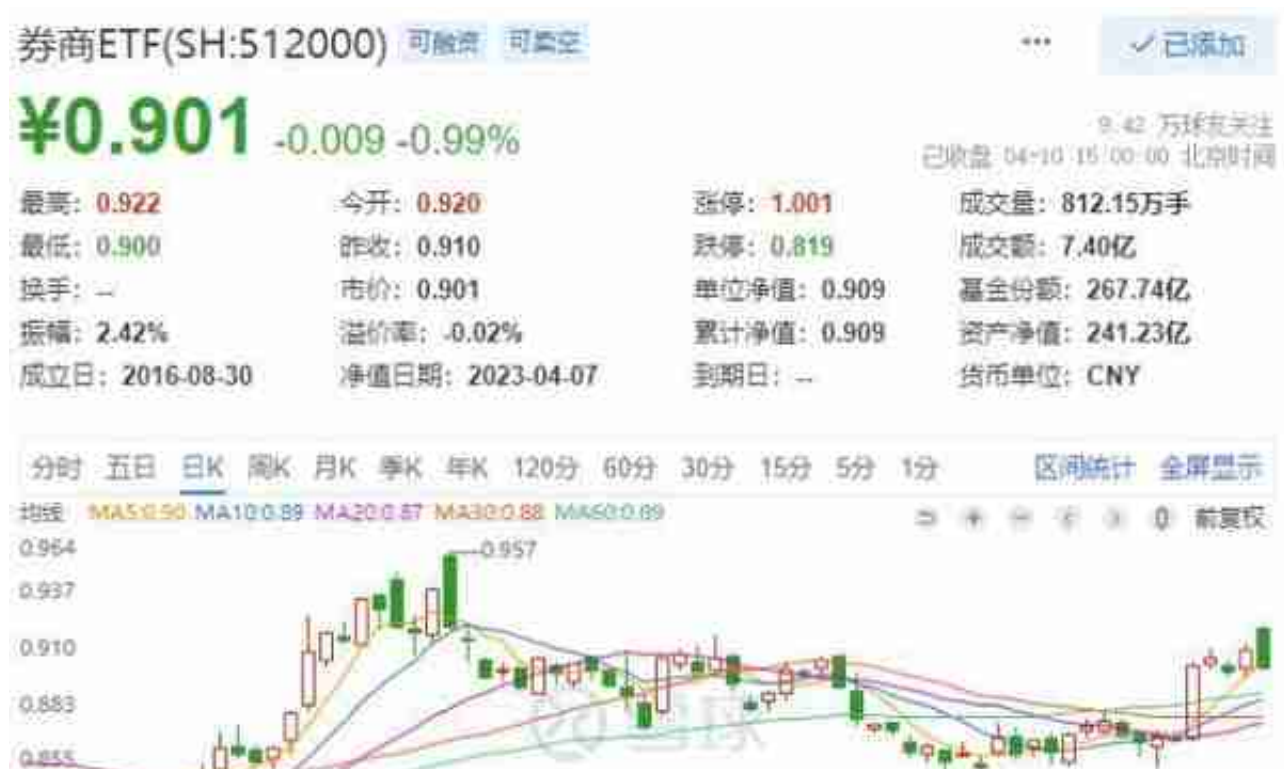 券商ETF(SH:512000) 可融资 可卖空 ... 已添加
¥0.901 -0.009 -0.99%
9.42 万球友关注
已收盘 04-10 15:00:00 北京时间
最高：0.922 今开：0.920 涨停：1.001 成交量：812.15万手
最低：0.900 昨收：0.910 跌停：0.819 成交额：7.40亿
换手：-- 市价：0.901 单位净值：0.909 基金份额：267.74亿
振幅：2.42% 溢价率：-0.02% 累计净值：0.909 资产净值：241.23亿
成立日：2016-08-30 净值日期：2023-04-07 到期日：-- 货币单位：CNY
分时 五日 日K 周K 月K 季K 年K 120分 60分 30分 15分 5分 1分 区间统计 全屏显示
均线 MA5:0.90 MA10:0.89 MA20:0.87 MA30:0.88 MA60:0.89 前复权
0.964
0.957
0.937
0.910
0.883
雪球
0.855